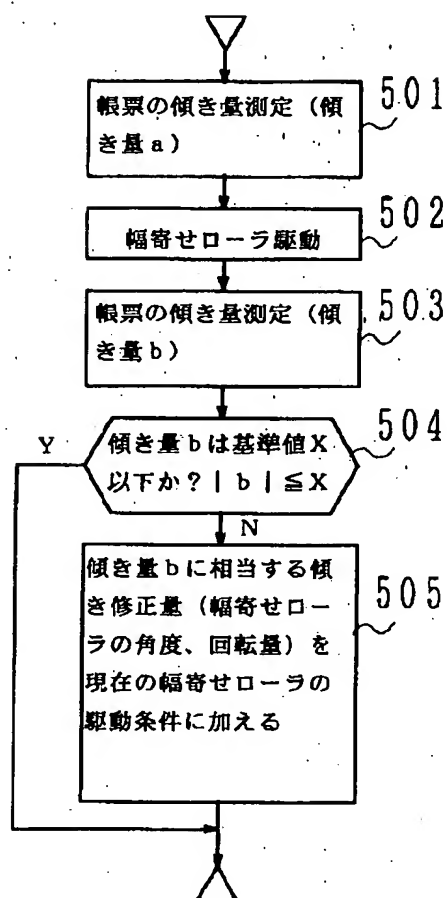 帳票の傾き量測定（傾
き量a）
501
幅寄せローラ駆動
502
帳票の傾き量測定（傾
き量b）
503
傾き量bは基準値X
以下か？｜b｜≦X
504
Y
N
傾き量bに相当する傾
き修正量（幅寄せロー
ラの角度、回転量）を
現在の幅寄せローラの
駆動条件に加える
505